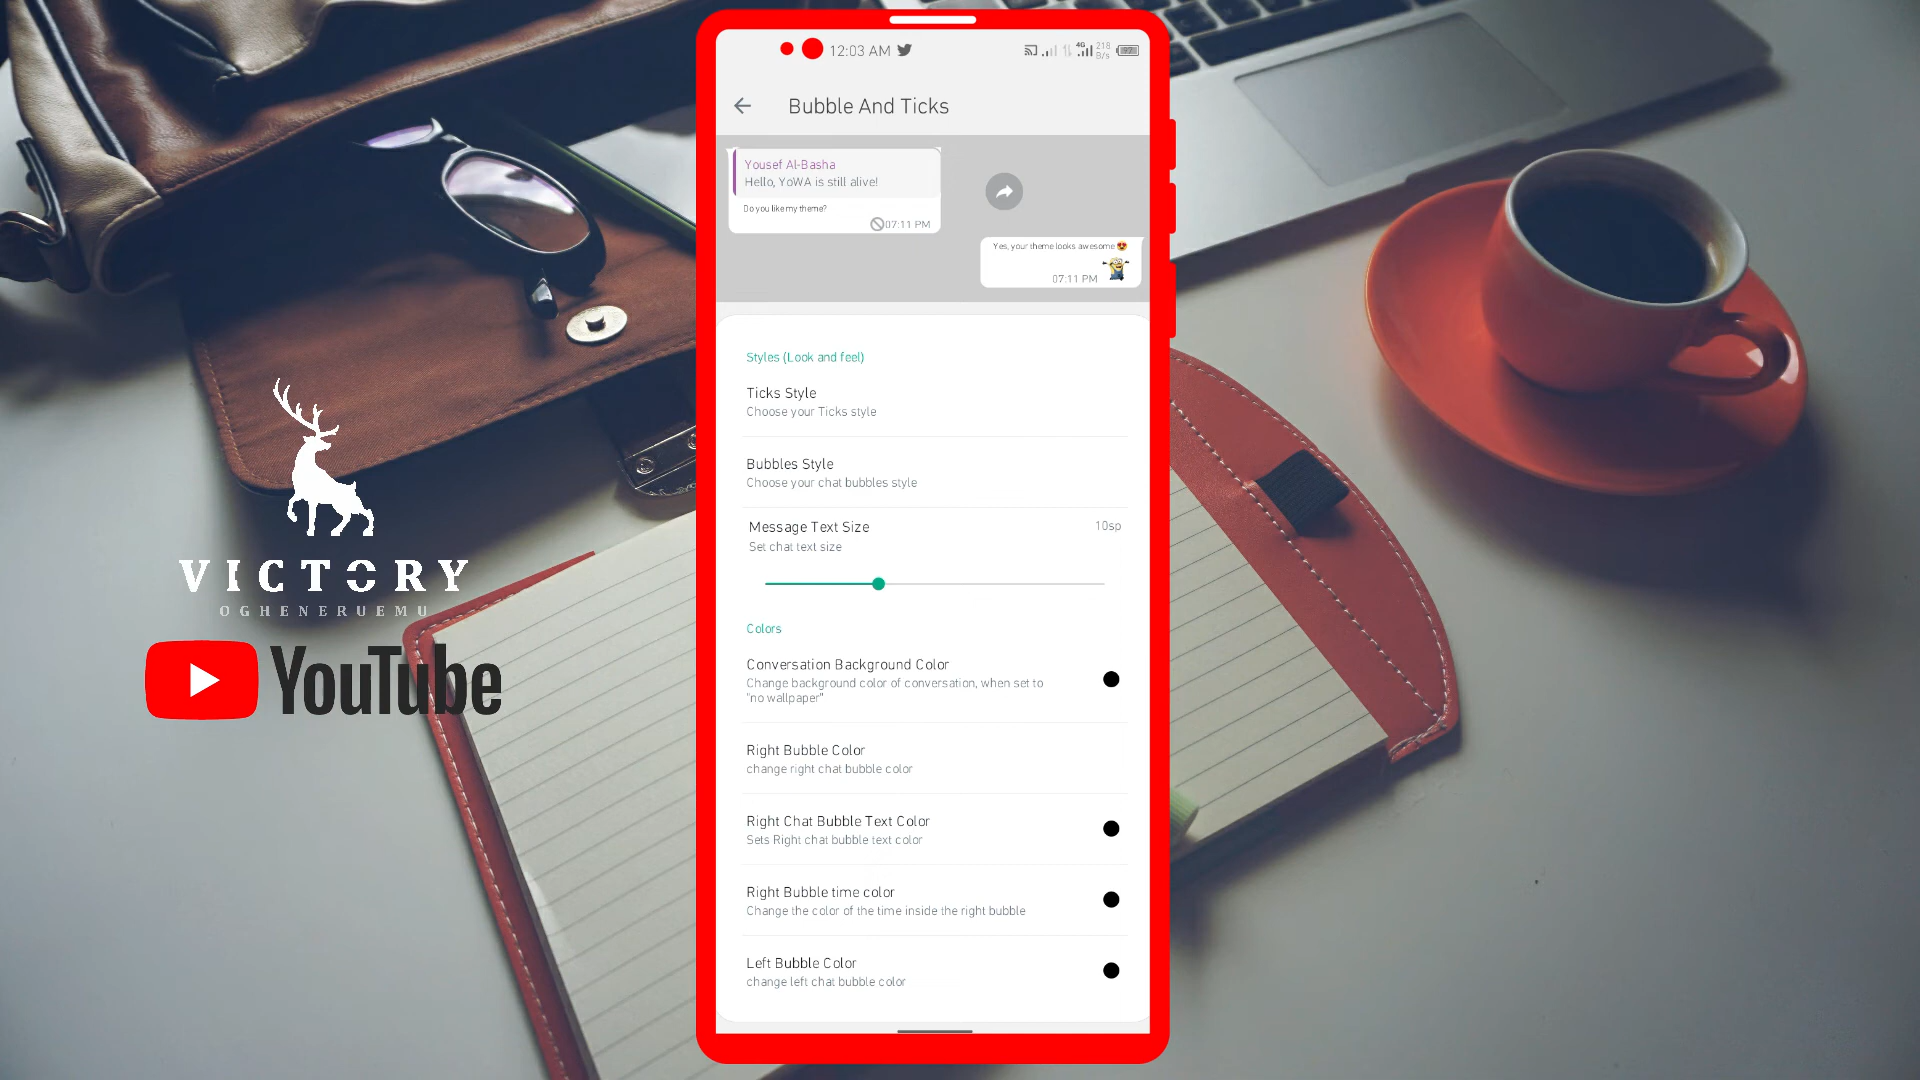 12:03 AM
4G
218
B/s
97
Bubble And Ticks
Yousef Al-Basha
Hello, YoWA is still alive!
Do you like my theme?
07:11 PM
Yes, your theme looks awesome 😍
07:11 PM
Styles (Look and feel)
Ticks Style
Choose your Ticks style
Bubbles Style
Choose your chat bubbles style
Message Text Size
10sp
Set chat text size
Colors
Conversation Background Color
Change background color of conversation, when set to
"no wallpaper"
Right Bubble Color
change right chat bubble color
Right Chat Bubble Text Color
Sets Right chat bubble text color
Right Bubble time color
Change the color of the time inside the right bubble
Left Bubble Color
change left chat bubble color
VICTORY
OGHENERUEMU
YouTube